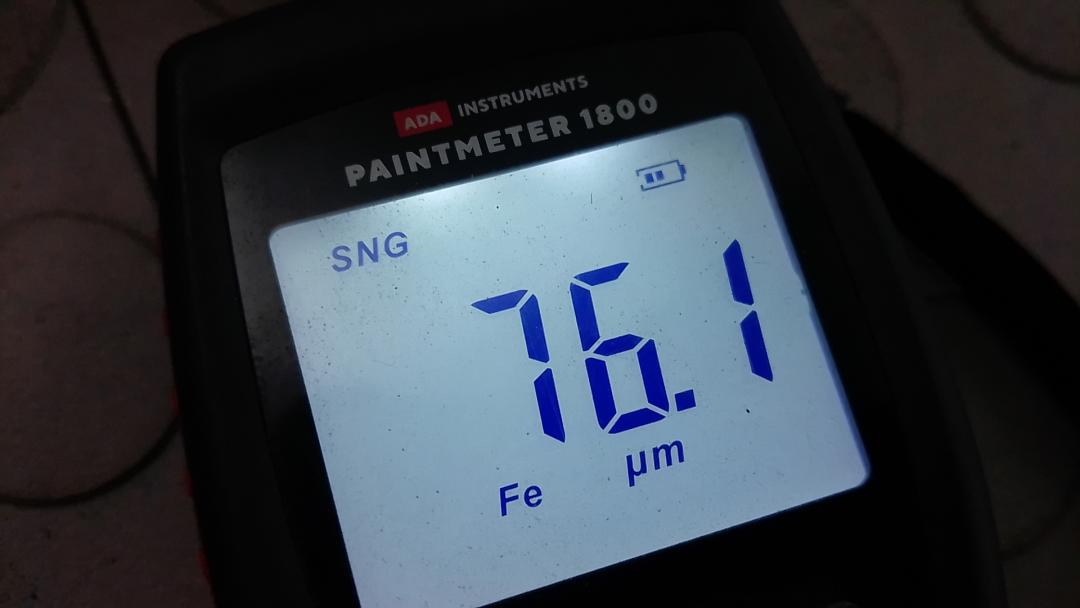 ADA INSTRUMENTS
PAINTMETER 1800
SNG
76.1
µm
Fe